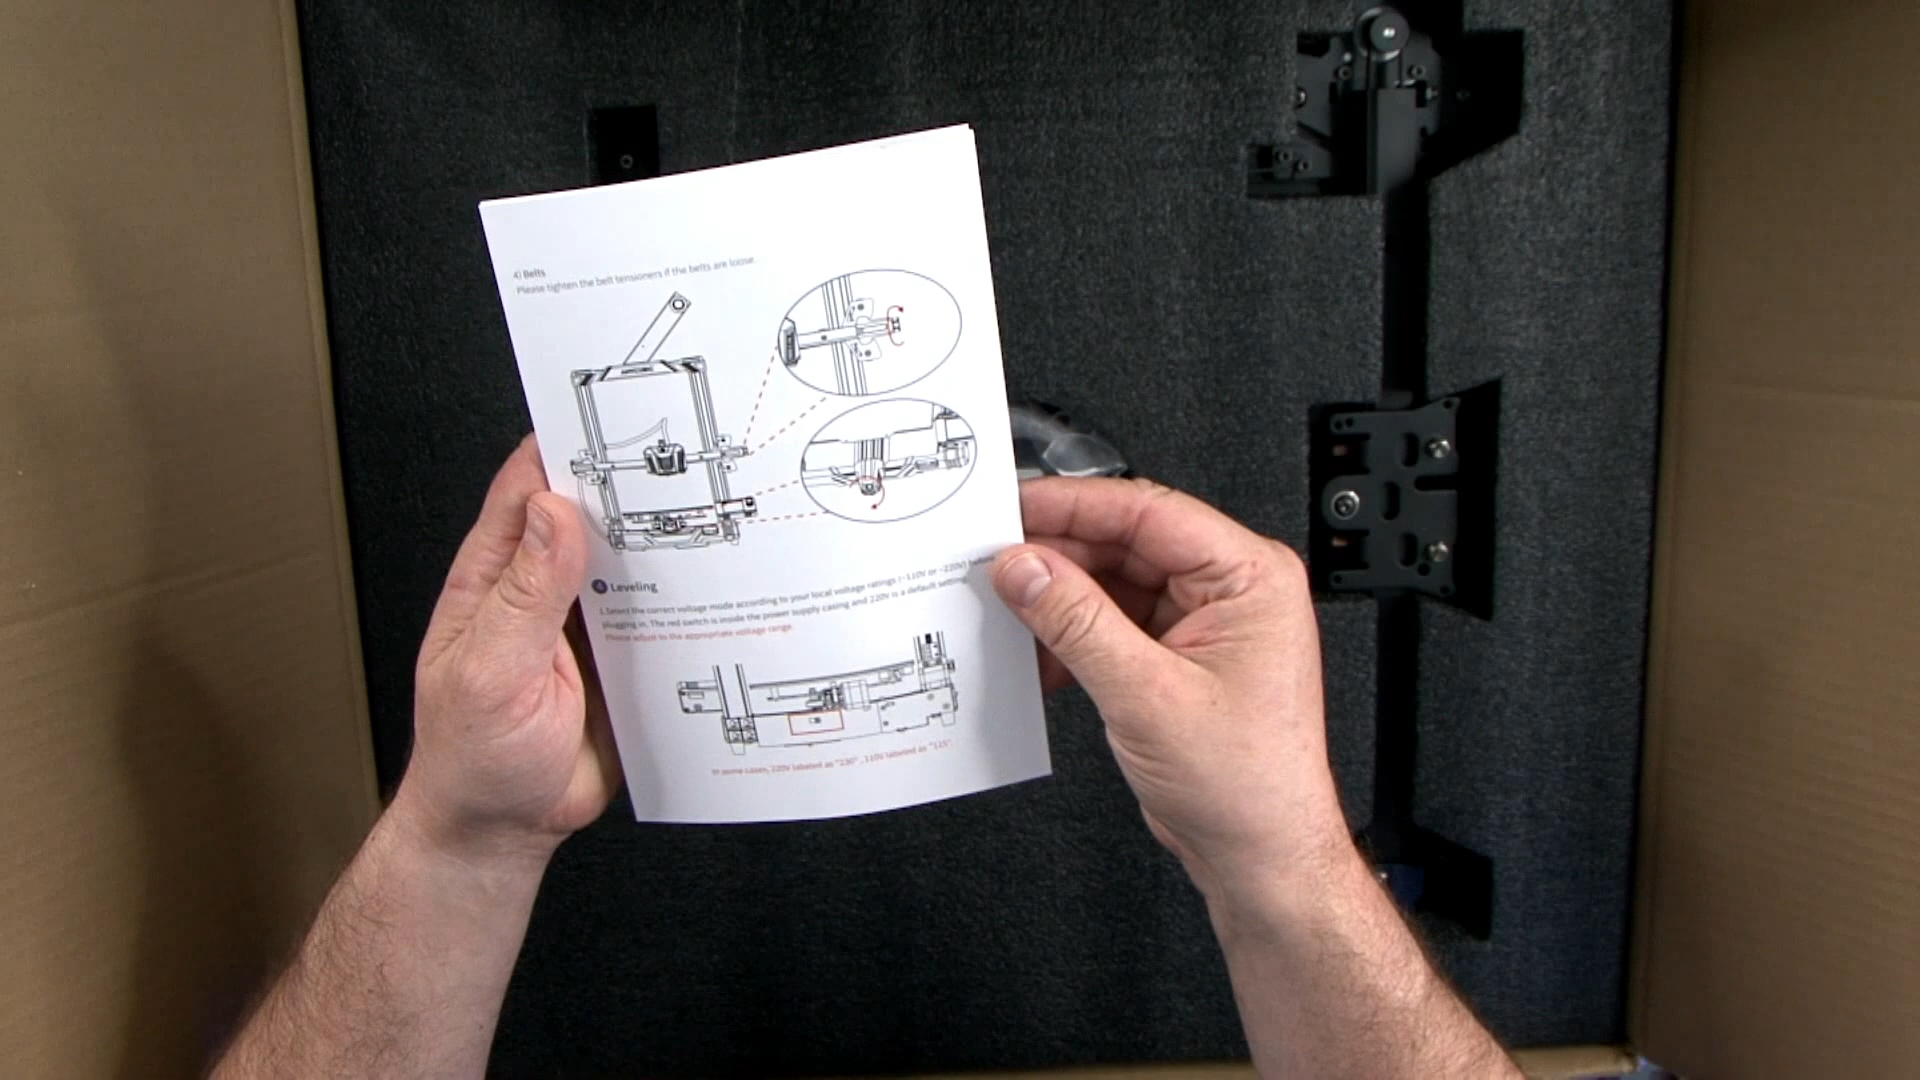 4) Belts
Please tighten the belt tensioners if the belts are loose.
4 Leveling
1.Select the correct voltage mode according to your local voltage ratings (~110V or ~220V) before
plugging in. The red switch is inside the power supply casing and 220V is a default setting.
Please adjust to the appropriate voltage range.
In some cases, 220V labeled as "230" , 110V labeled as "115".